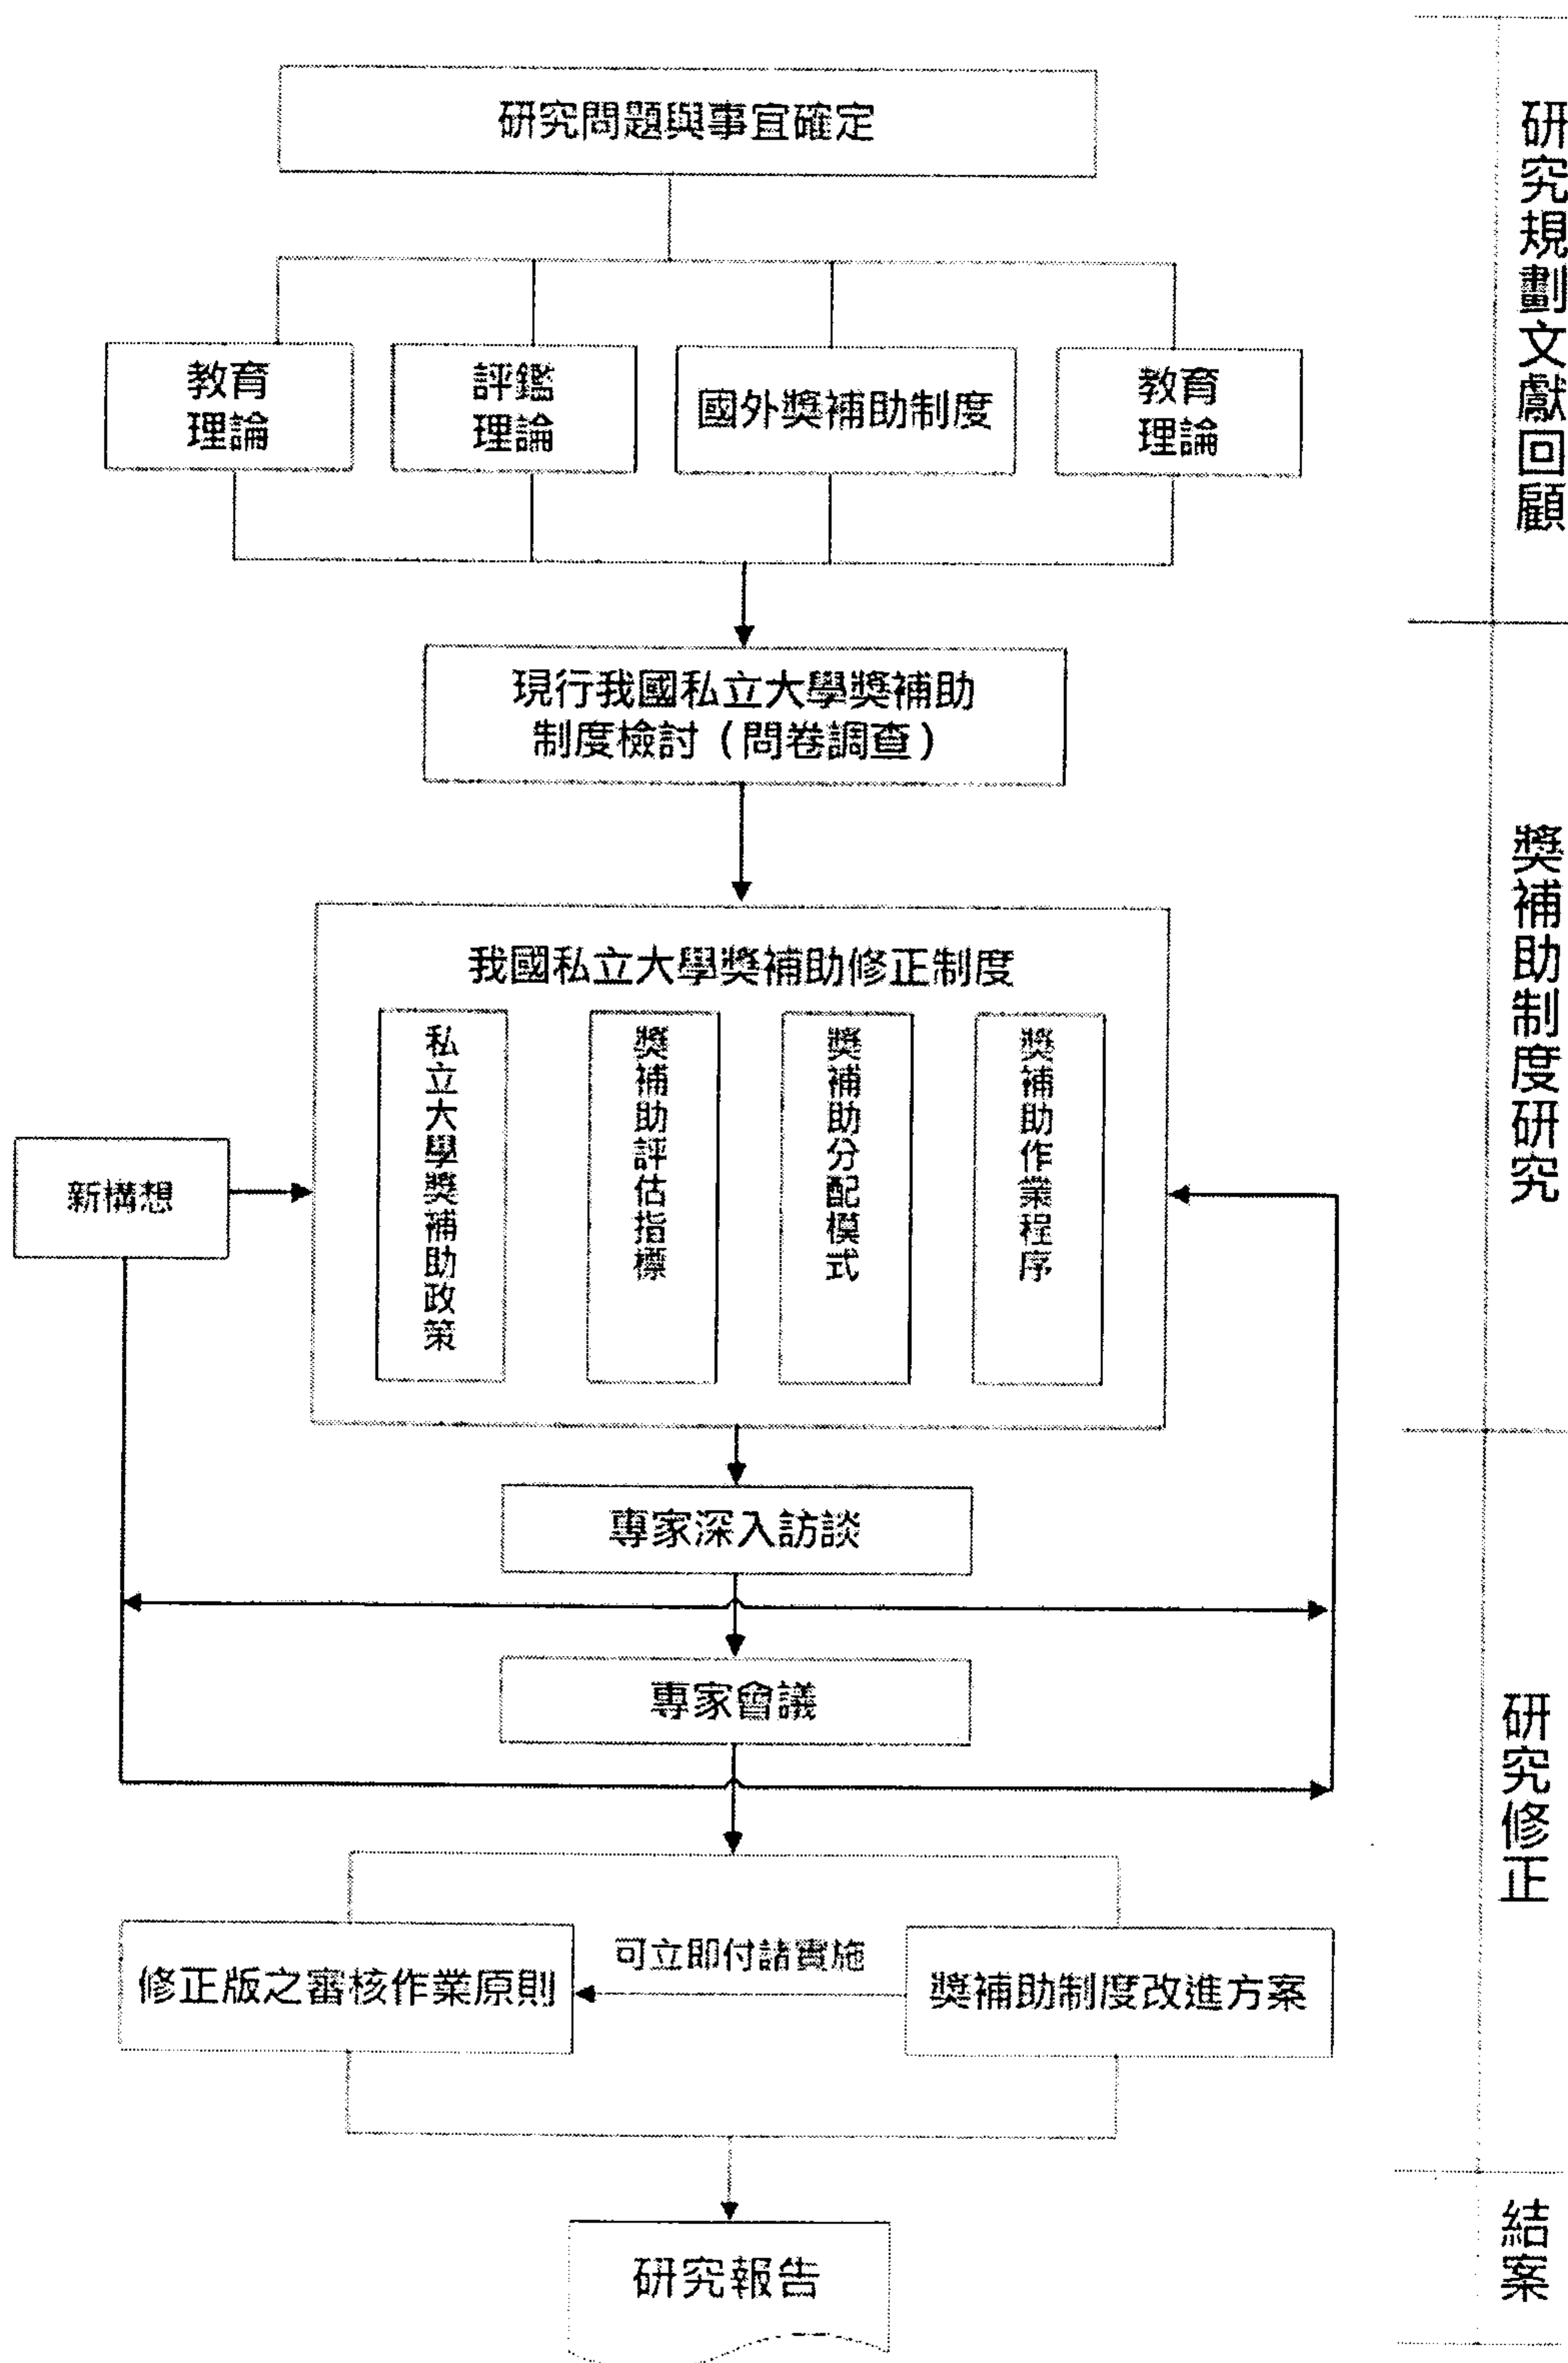 研究問題與事宜確定
教育
理論
評鑑
理論
國外獎補助制度
教育
理論
現行我國私立大學獎補助
制度檢討（問卷調查）
我國私立大學獎補助修正制度
私立大學獎補助政策
獎補助評估指標
獎補助分配模式
獎補助作業程序
新構想
專家深入訪談
專家會議
修正版之審核作業原則
可立即付諸實施
獎補助制度改進方案
研究報告
研究規劃文獻回顧
獎補助制度研究
研究修正
結案